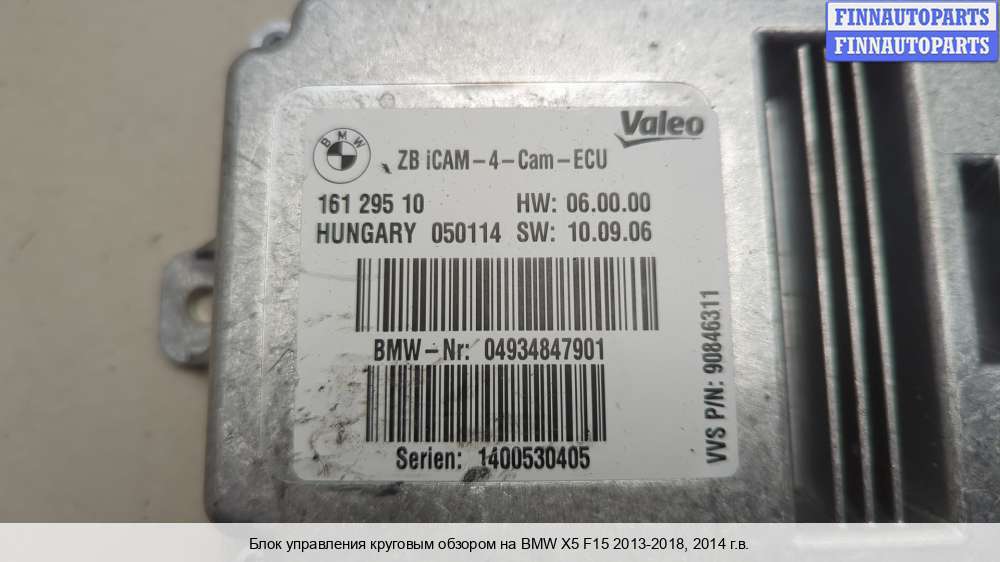 FINNAUTOPARTS
FINNAUTOPARTS
BMW
Valeo
ZB iCAM-4-Cam-ECU
161 295 10 HW: 06.00.00
HUNGARY 050114 SW: 10.09.06
BMW-Nr: 04934847901
Serien: 1400530405
VVS P/N: 90846311
Блок управления круговым обзором на BMW X5 F15 2013-2018, 2014 г.в.